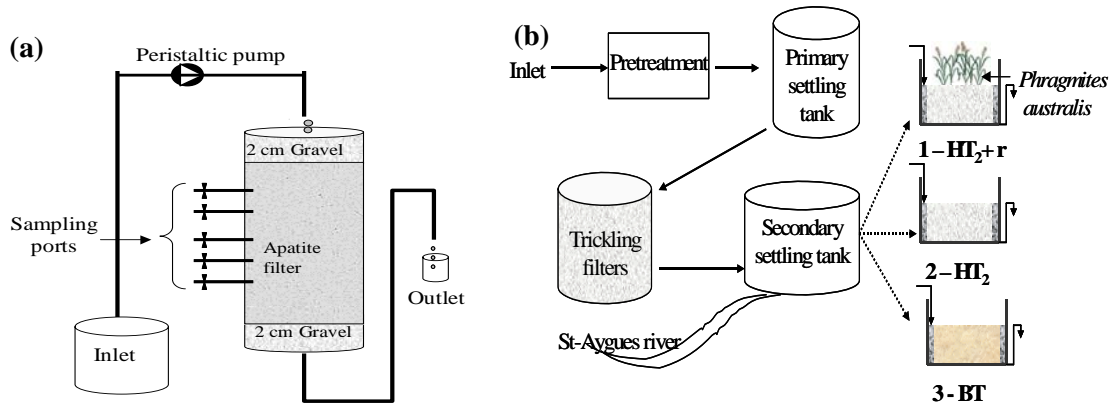 (a)
Peristaltic pump
2 cm Gravel
Sampling
ports
Apatite
filter
Outlet
2 cm Gravel
Inlet
(b)
Inlet
Pretreatment
Primary
settling
tank
Phragmites
australis
1 – HT2+ r
Trickling
filters
Secondary
settling tank
2 – HT2
St-Aygues river
3 - BT